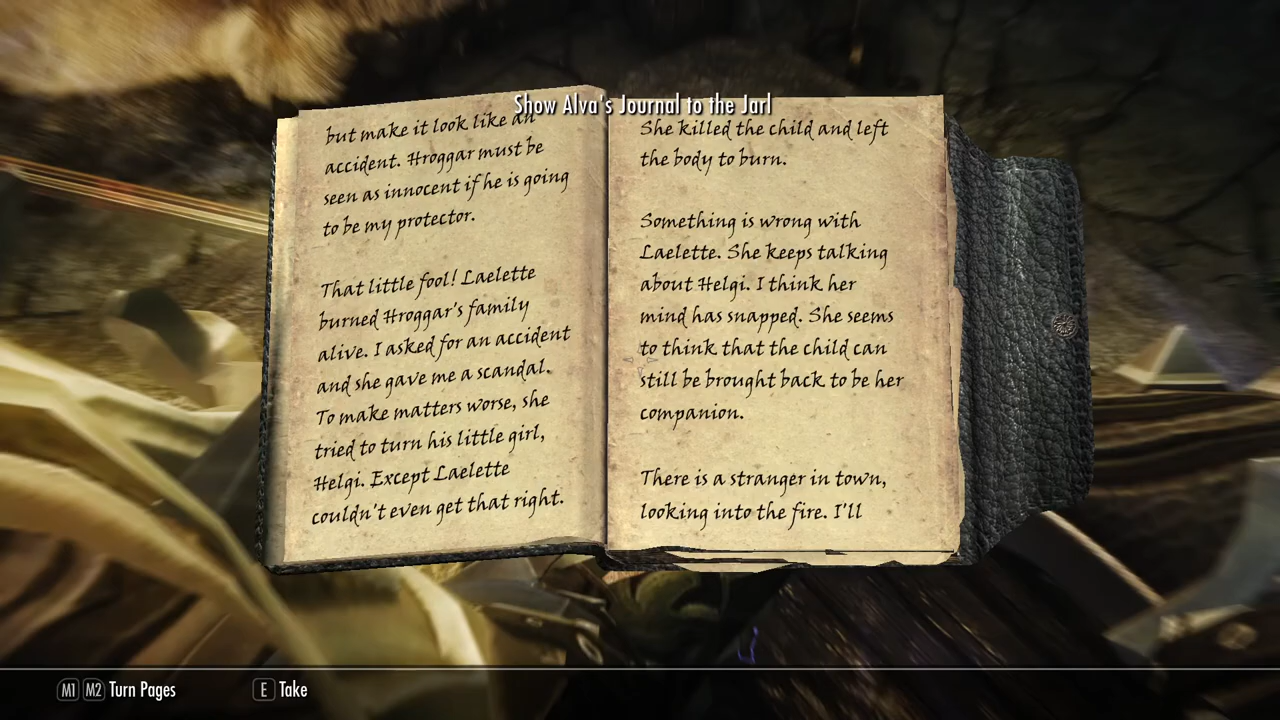 Show Alva's Journal to the Jarl
but make it look like an
accident. Hroggar must be
seen as innocent if he is going
to be my protector.
That little fool! Laelette
burned Hroggar's family
alive. I asked for an accident
and she gave me a scandal.
To make matters worse, she
tried to turn his little girl,
Helgi. Except Laelette
couldn't even get that right.
She killed the child and left
the body to burn.
Something is wrong with
Laelette. She keeps talking
about Helgi. I think her
mind has snapped. She seems
to think that the child can
still be brought back to be her
companion.
There is a stranger in town,
looking into the fire. I'll
M1 M2 Turn Pages
E Take